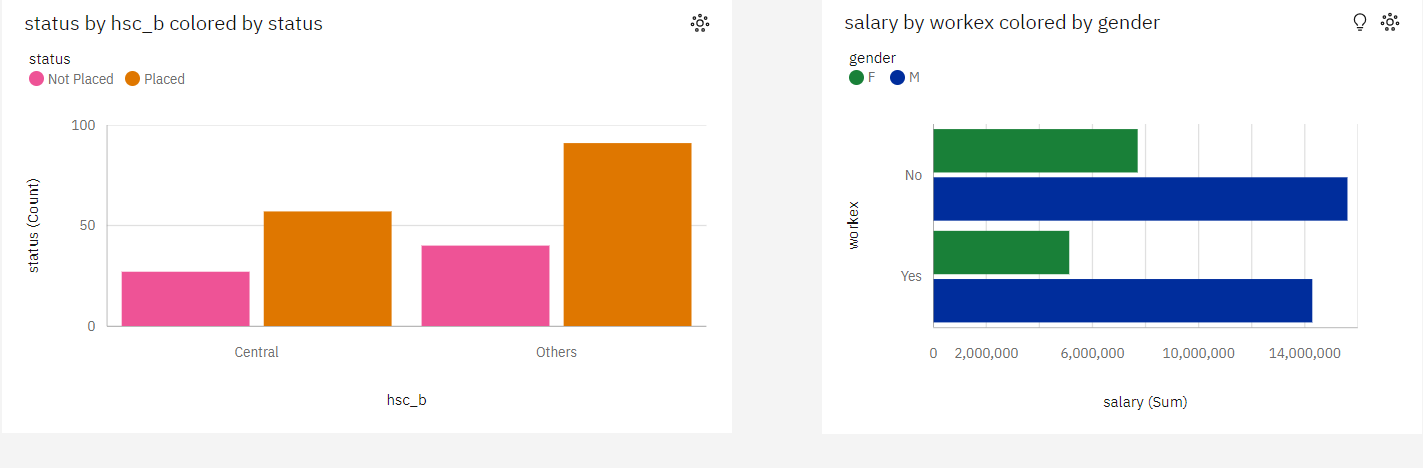 status by hsc_b colored by status
status
Not Placed Placed
100
50
0
status (Count)
Central Others
hsc_b
salary by workex colored by gender
gender
F M
No
Yes
workex
0 2,000,000 6,000,000 10,000,000 14,000,000
salary (Sum)